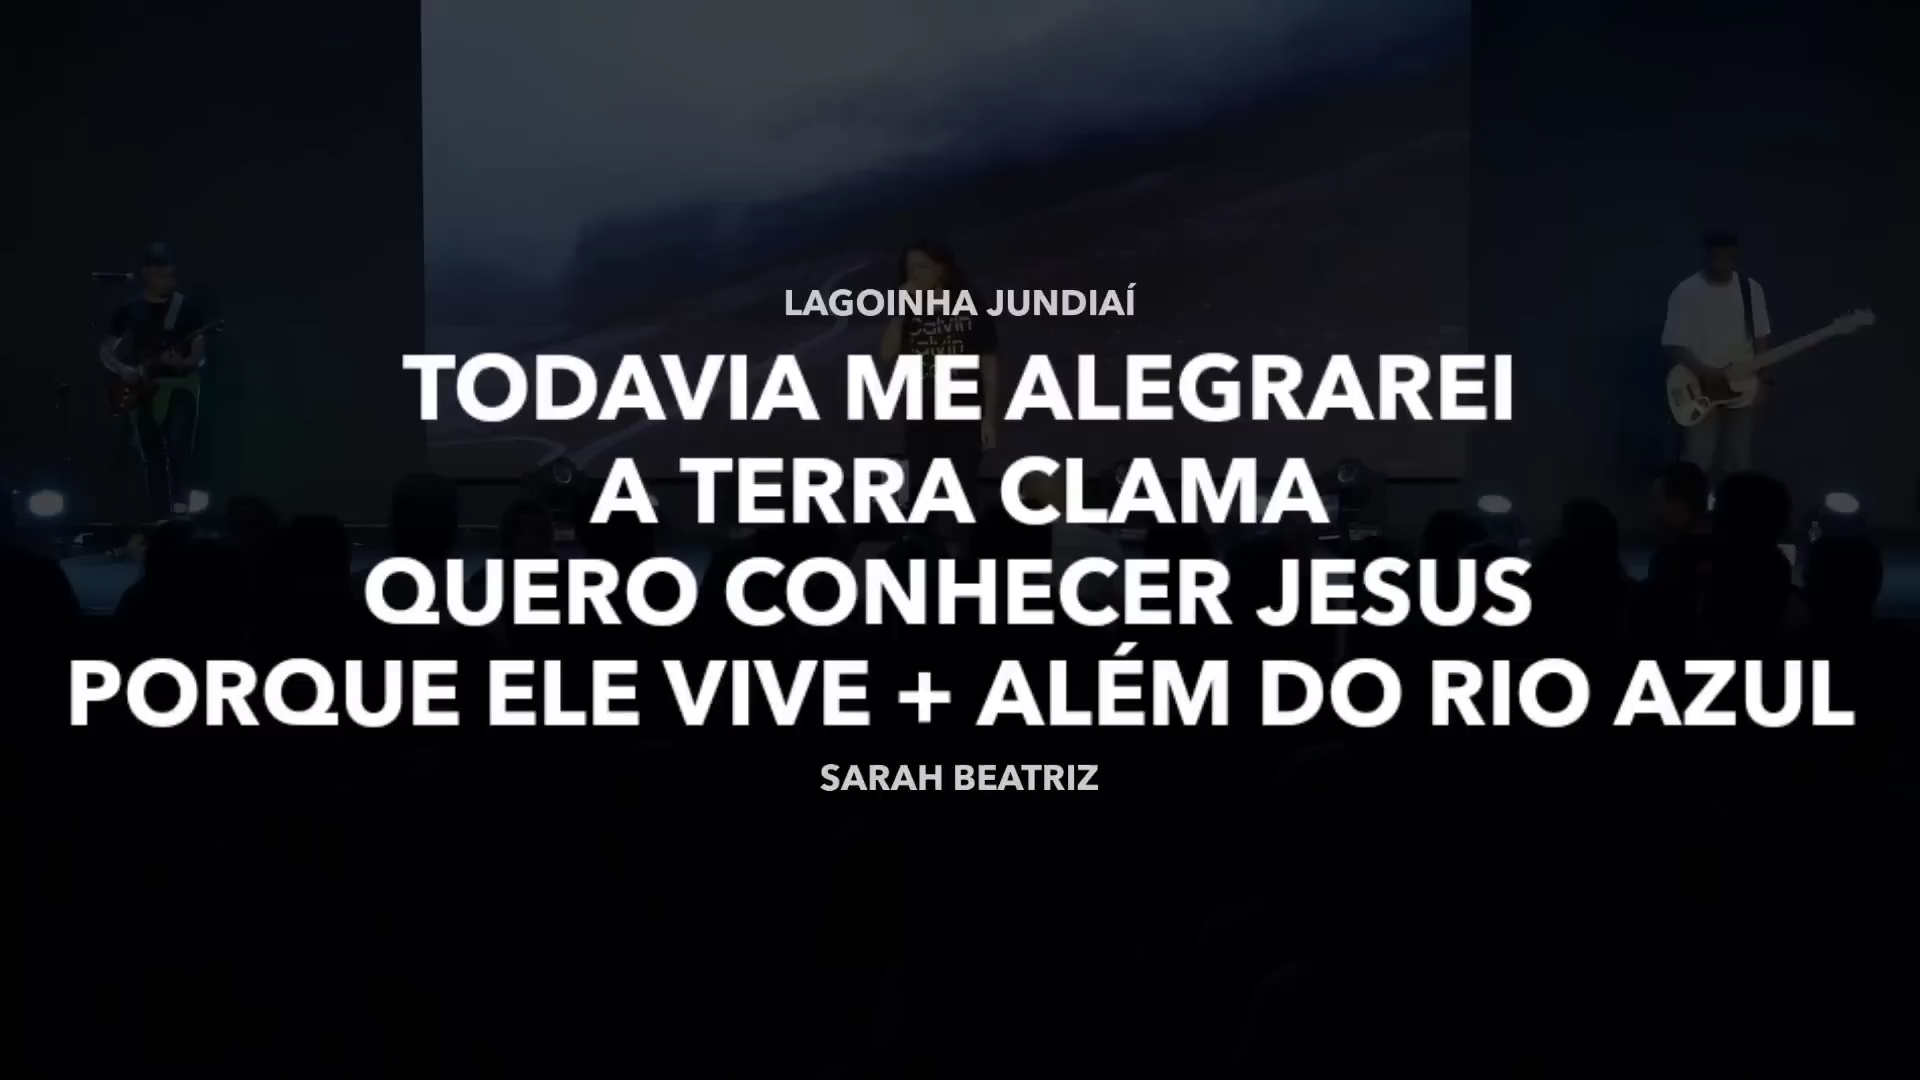 LAGOINHA JUNDIAÍ
Calvin
TODAVIA ME ALEGRAREI
A TERRA CLAMA
QUERO CONHECER JESUS
PORQUE ELE VIVE + ALÉM DO RIO AZUL
SARAH BEATRIZ